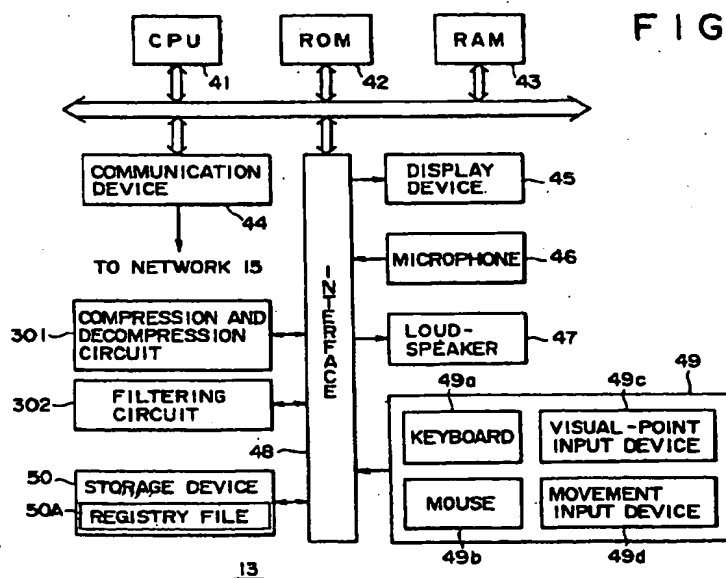 FIG
CPU
ROM
RAM
41
42
43
COMMUNICATION
DEVICE
44
TO NETWORK 15
DISPLAY
DEVICE.
45
MICROPHONE
46
LOUD-
SPEAKER
47
INTERFACE
48
301
COMPRESSION AND
DECOMPRESSION
CIRCUIT
302
FILTERING
CIRCUIT
50
STORAGE DEVICE
50A
REGISTRY FILE
49
49a
KEYBOARD
49c
VISUAL-POINT
INPUT DEVICE
MOUSE
49b
MOVEMENT
INPUT DEVICE
49d
13